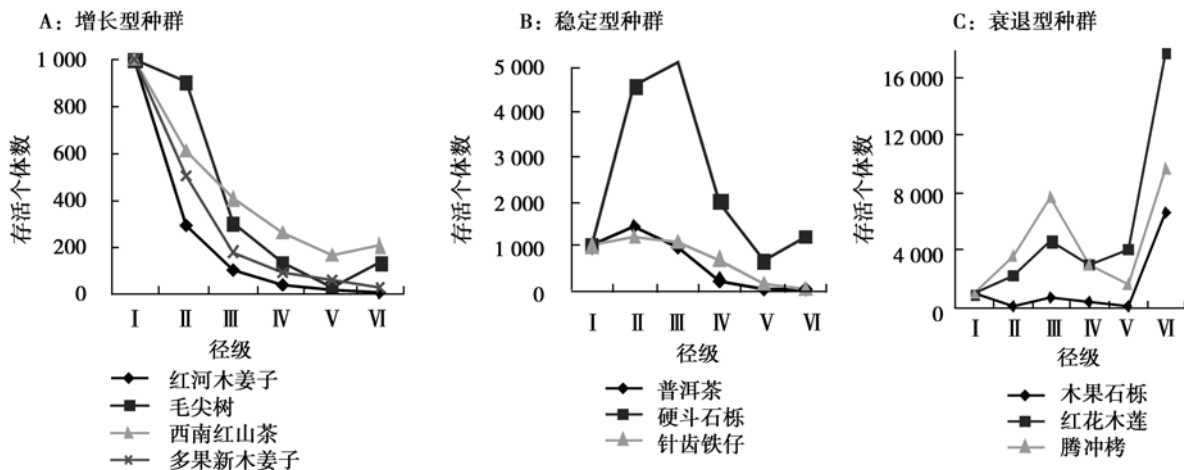 A：增长型种群
1 000
800
600
400
200
0
存活个体数
Ⅰ Ⅱ Ⅲ Ⅳ Ⅴ Ⅵ
径级
红河木姜子
毛尖树
西南红山茶
多果新木姜子
B：稳定型种群
5 000
4 000
3 000
2 000
1 000
0
存活个体数
Ⅰ Ⅱ Ⅲ Ⅳ Ⅴ Ⅵ
径级
普洱茶
硬斗石栎
针齿铁仔
C：衰退型种群
16 000
12 000
8 000
4 000
0
存活个体数
Ⅰ Ⅱ Ⅲ Ⅳ Ⅴ Ⅵ
径级
木果石栎
红花木莲
腾冲栲